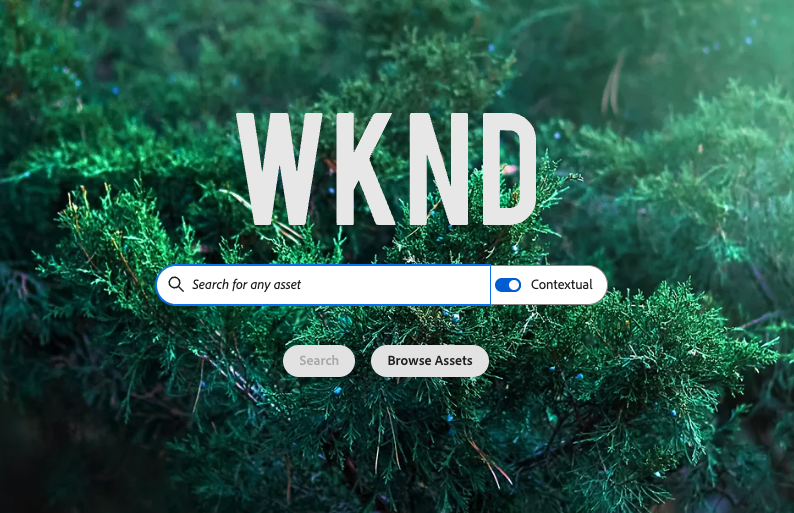 WKND
Search for any asset
Contextual
Search
Browse Assets